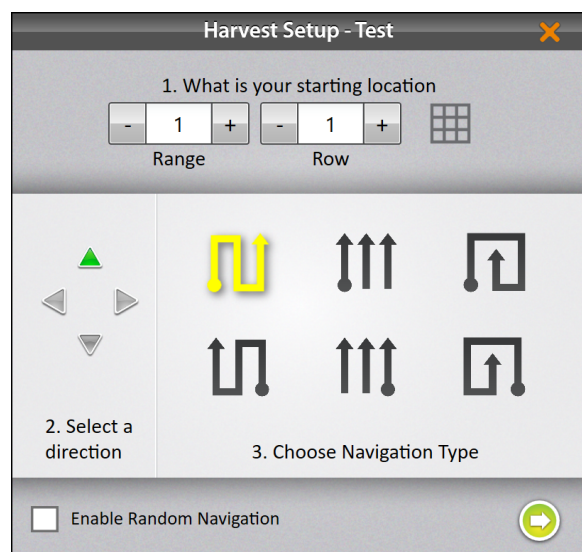 Harvest Setup - Test
1. What is your starting location
- 1 + - 1 +
Range Row
2. Select a
direction
3. Choose Navigation Type
Enable Random Navigation